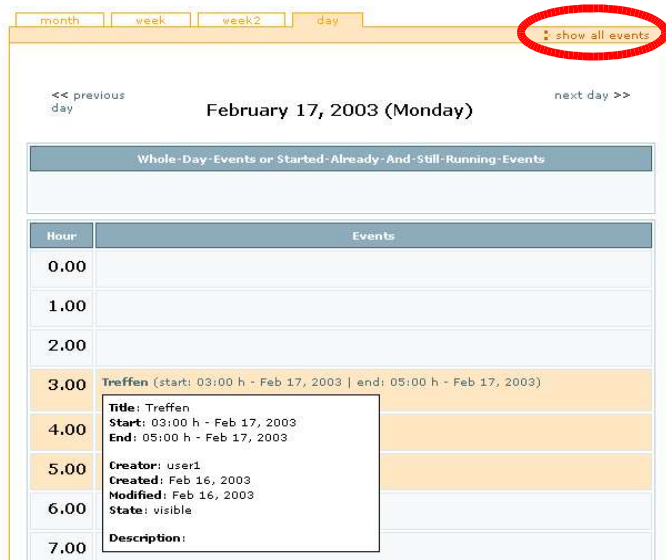 month week week2 day
show all events
<< previous day
February 17, 2003 (Monday)
next day >>
Whole-Day-Events or Started-Already-And-Still-Running-Events
Hour Events
0.00
1.00
2.00
3.00 Treffen (start: 03:00 h - Feb 17, 2003 | end: 05:00 h - Feb 17, 2003)
Title: Treffen
Start: 03:00 h - Feb 17, 2003
4.00
End: 05:00 h - Feb 17, 2003
Creator: user1
5.00
Created: Feb 16, 2003
Modified: Feb 16, 2003
6.00
State: visible
Description:
7.00